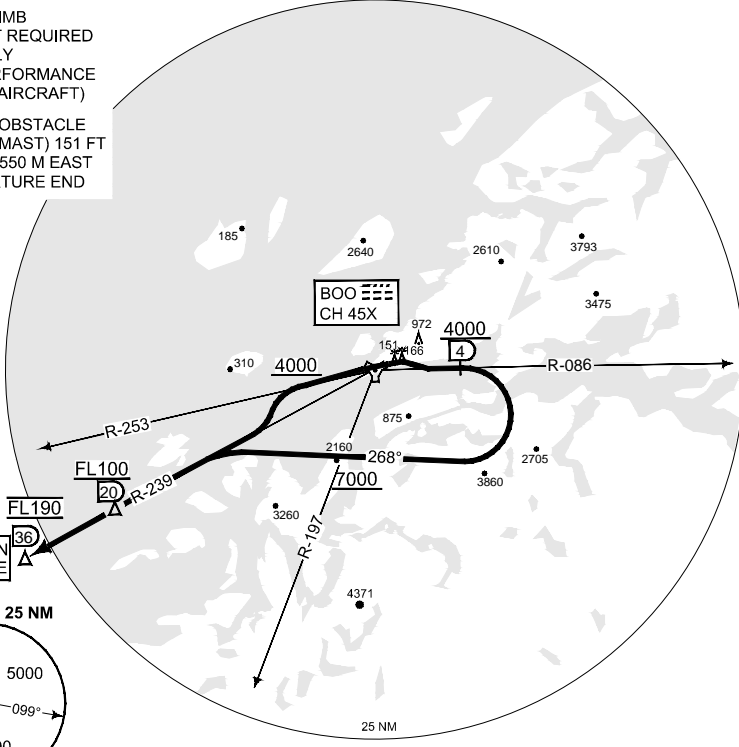 MB
REQUIRED
LY
FORMANCE
AIRCRAFT)
OBSTACLE
MAST) 151 FT
550 M EAST
TURE END
185
2640
2610
3793
3475
BOO
CH 45X
972
4000
151
166
4
310
4000
R-086
R-253
875
2160
268°
2705
7000
3860
FL100
20
R-239
FL190
36
3260
R-197
N
E
4371
25 NM
5000
099°
25 NM